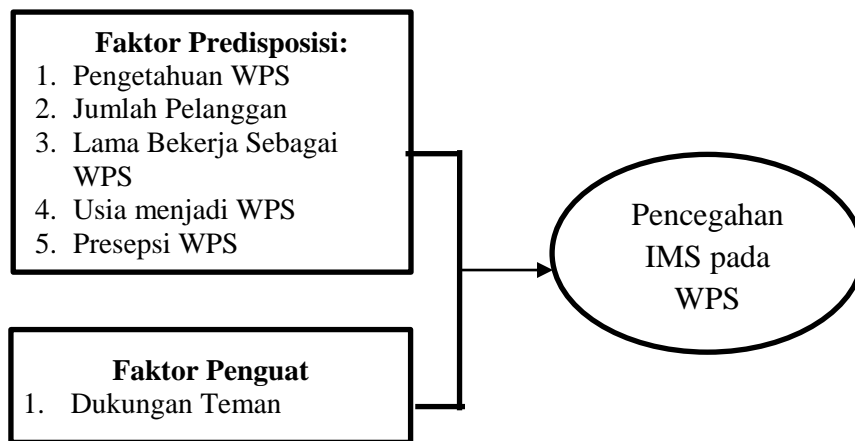 Faktor Predisposisi:
1. Pengetahuan WPS
2. Jumlah Pelanggan
3. Lama Bekerja Sebagai
WPS
4. Usia menjadi WPS
5. Presepsi WPS
Faktor Penguat
1. Dukungan Teman
Pencegahan
IMS pada
WPS